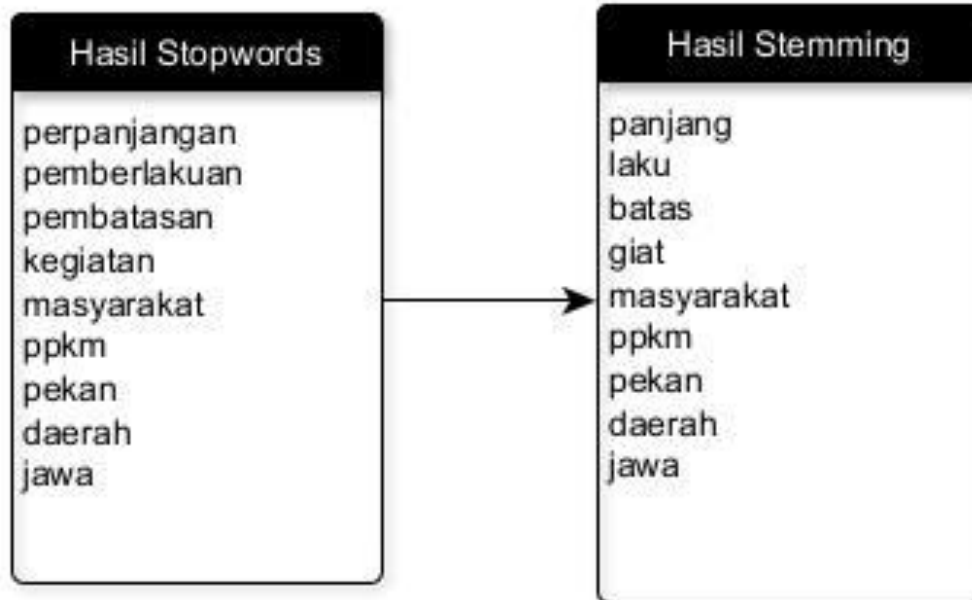 Hasil Stopwords
perpanjangan
pemberlakuan
pembatasan
kegiatan
masyarakat
ppkm
pekan
daerah
jawa
Hasil Stemming
panjang
laku
batas
giat
masyarakat
ppkm
pekan
daerah
jawa